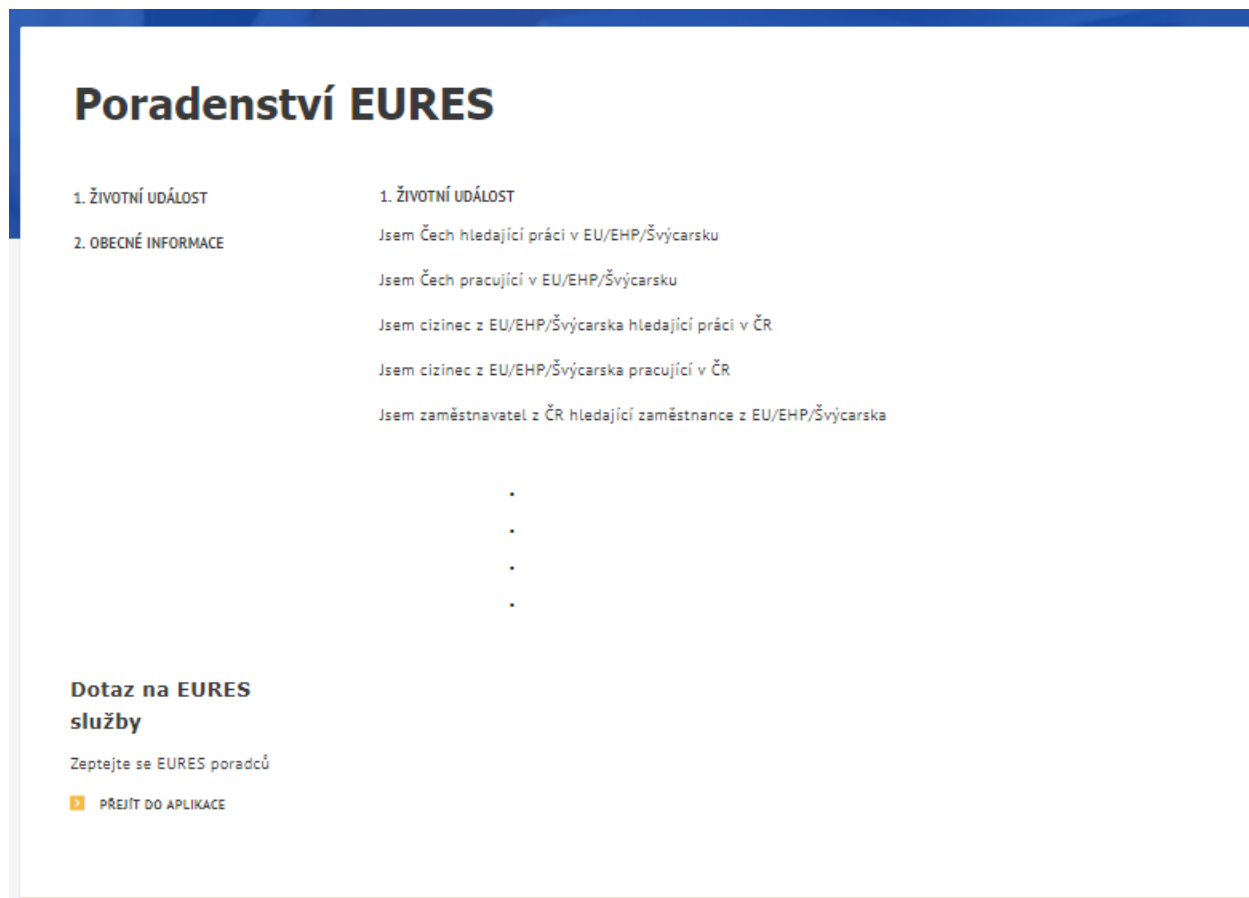 Poradenství EURES
1. ŽIVOTNÍ UDÁLOST
2. OBECNÉ INFORMACE
1. ŽIVOTNÍ UDÁLOST
Jsem Čech hledající práci v EU/EHP/Švýcarsku
Jsem Čech pracující v EU/EHP/Švýcarsku
Jsem cizinec z EU/EHP/Švýcarska hledající práci v ČR
Jsem cizinec z EU/EHP/Švýcarska pracující v ČR
Jsem zaměstnavatel z ČR hledající zaměstnance z EU/EHP/Švýcarska
Dotaz na EURES
služby
Zeptejte se EURES poradců
PŘEJÍT DO APLIKACE